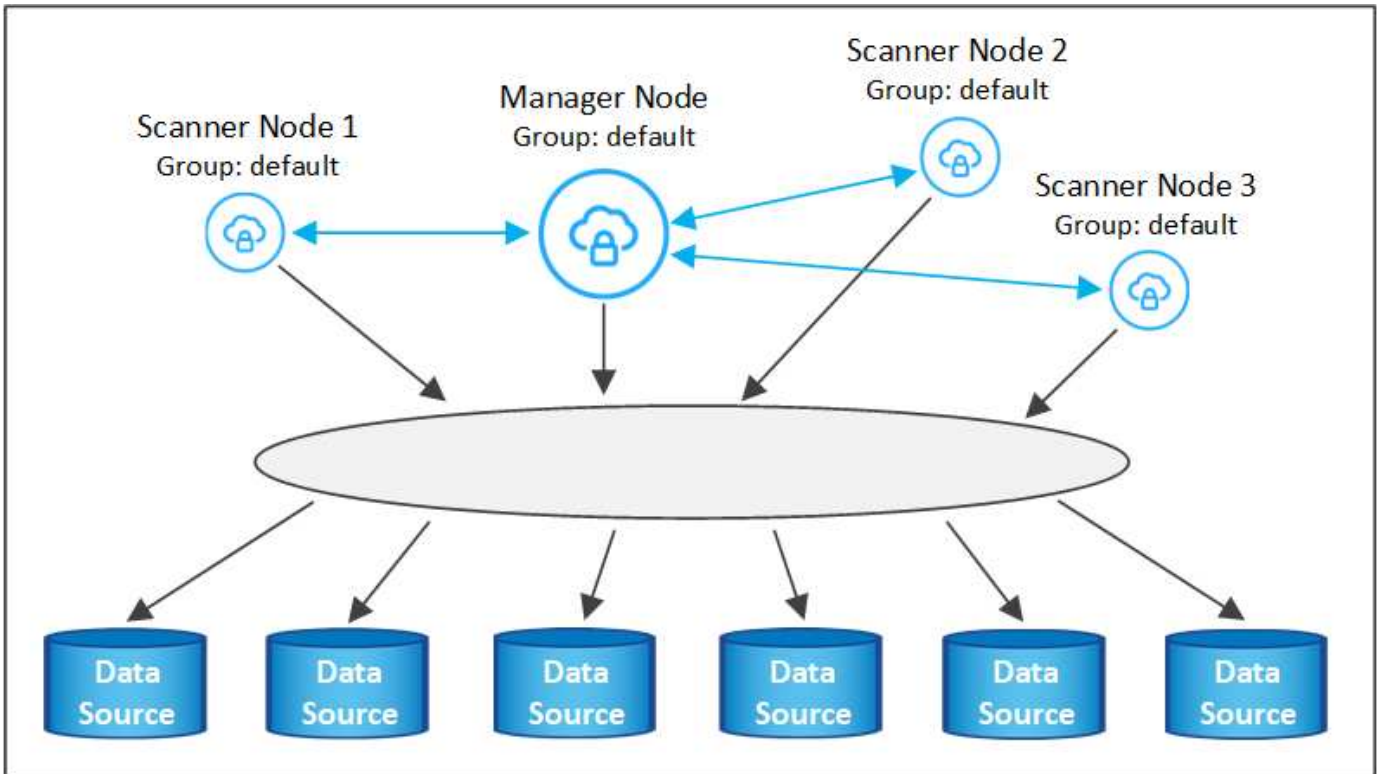 Scanner Node 2
Group: default
Manager Node
Group: default
Scanner Node 1
Group: default
Scanner Node 3
Group: default
Data
Source
Data
Source
Data
Source
Data
Source
Data
Source
Data
Source